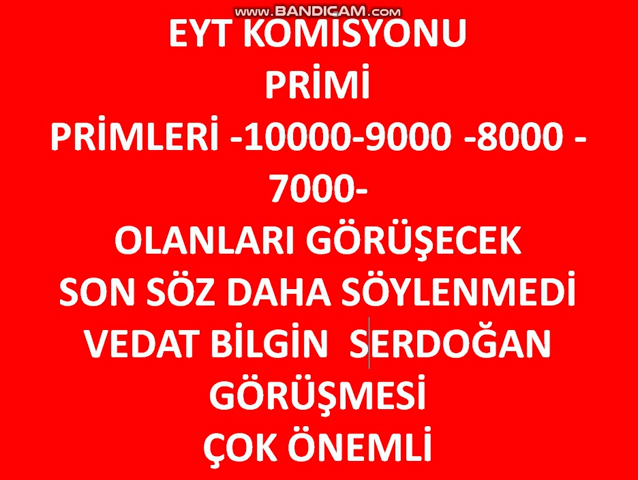 www.BANDICAM.com
EYT KOMİSYONU
PRİMİ
PRİMLERİ -10000-9000 -8000 -
7000-
OLANLARI GÖRÜŞECEK
SON SÖZ DAHA SÖYLENMEDİ
VEDAT BİLGİN SERDOĞAN
GÖRÜŞMESİ
ÇOK ÖNEMLİ